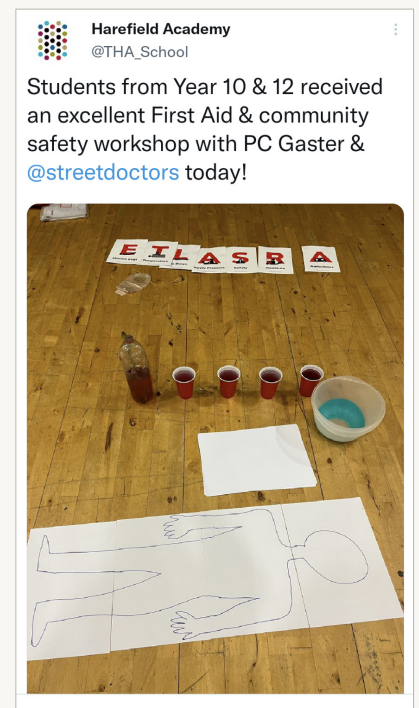 Harefield Academy
@THA_School
Students from Year 10 & 12 received
an excellent First Aid & community
safety workshop with PC Gaster &
@streetdoctors today!
E I L A S R A